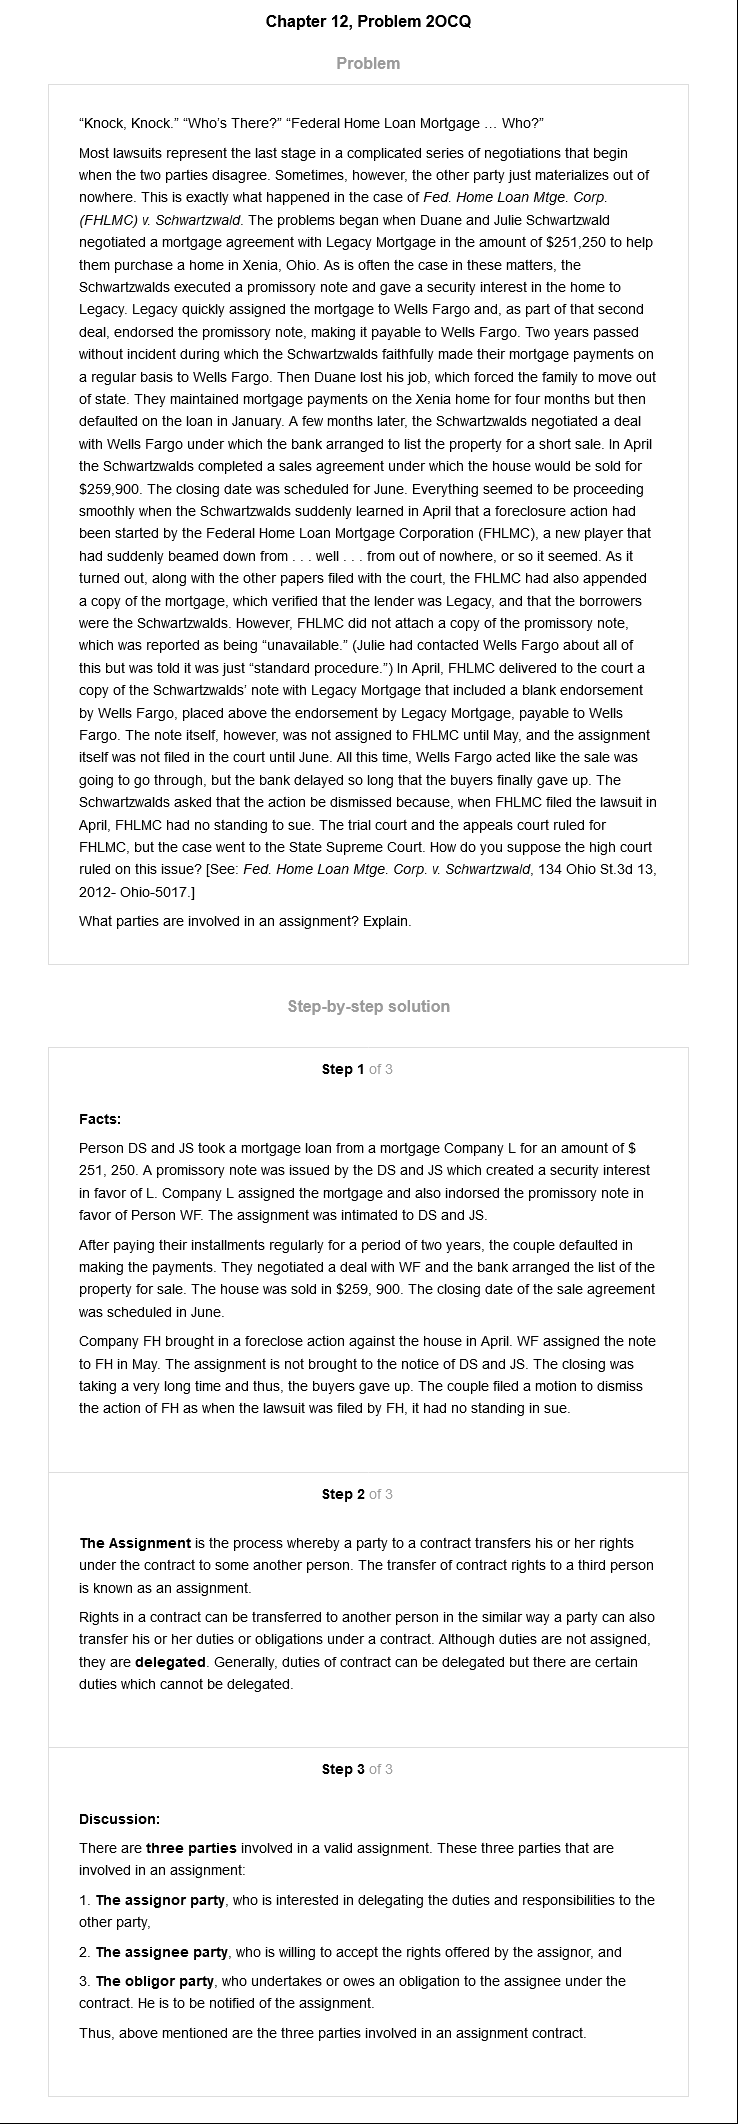 Chapter 12, Problem 2OCQ
Problem
“Knock, Knock.” “Who’s There?” “Federal Home Loan Mortgage … Who?”
Most lawsuits represent the last stage in a complicated series of negotiations that begin
when the two parties disagree. Sometimes, however, the other party just materializes out of
nowhere. This is exactly what happened in the case of Fed. Home Loan Mtge. Corp.
(FHLMC) v. Schwartzwald. The problems began when Duane and Julie Schwartzwald
negotiated a mortgage agreement with Legacy Mortgage in the amount of $251,250 to help
them purchase a home in Xenia, Ohio. As is often the case in these matters, the
Schwartzwalds executed a promissory note and gave a security interest in the home to
Legacy. Legacy quickly assigned the mortgage to Wells Fargo and, as part of that second
deal, endorsed the promissory note, making it payable to Wells Fargo. Two years passed
without incident during which the Schwartzwalds faithfully made their mortgage payments on
a regular basis to Wells Fargo. Then Duane lost his job, which forced the family to move out
of state. They maintained mortgage payments on the Xenia home for four months but then
defaulted on the loan in January. A few months later, the Schwartzwalds negotiated a deal
with Wells Fargo under which the bank arranged to list the property for a short sale. In April
the Schwartzwalds completed a sales agreement under which the house would be sold for
$259,900. The closing date was scheduled for June. Everything seemed to be proceeding
smoothly when the Schwartzwalds suddenly learned in April that a foreclosure action had
been started by the Federal Home Loan Mortgage Corporation (FHLMC), a new player that
had suddenly beamed down from . . . well . . . from out of nowhere, or so it seemed. As it
turned out, along with the other papers filed with the court, the FHLMC had also appended
a copy of the mortgage, which verified that the lender was Legacy, and that the borrowers
were the Schwartzwalds. However, FHLMC did not attach a copy of the promissory note,
which was reported as being “unavailable.” (Julie had contacted Wells Fargo about all of
this but was told it was just “standard procedure.”) In April, FHLMC delivered to the court a
copy of the Schwartzwalds’ note with Legacy Mortgage that included a blank endorsement
by Wells Fargo, placed above the endorsement by Legacy Mortgage, payable to Wells
Fargo. The note itself, however, was not assigned to FHLMC until May, and the assignment
itself was not filed in the court until June. All this time, Wells Fargo acted like the sale was
going to go through, but the bank delayed so long that the buyers finally gave up. The
Schwartzwalds asked that the action be dismissed because, when FHLMC filed the lawsuit in
April, FHLMC had no standing to sue. The trial court and the appeals court ruled for
FHLMC, but the case went to the State Supreme Court. How do you suppose the high court
ruled on this issue? [See: Fed. Home Loan Mtge. Corp. v. Schwartzwald, 134 Ohio St.3d 13,
2012- Ohio-5017.]
What parties are involved in an assignment? Explain.
Step-by-step solution
Step 1 of 3
Facts:
Person DS and JS took a mortgage loan from a mortgage Company L for an amount of $
251, 250. A promissory note was issued by the DS and JS which created a security interest
in favor of L. Company L assigned the mortgage and also indorsed the promissory note in
favor of Person WF. The assignment was intimated to DS and JS.
After paying their installments regularly for a period of two years, the couple defaulted in
making the payments. They negotiated a deal with WF and the bank arranged the list of the
property for sale. The house was sold in $259, 900. The closing date of the sale agreement
was scheduled in June.
Company FH brought in a foreclose action against the house in April. WF assigned the note
to FH in May. The assignment is not brought to the notice of DS and JS. The closing was
taking a very long time and thus, the buyers gave up. The couple filed a motion to dismiss
the action of FH as when the lawsuit was filed by FH, it had no standing in sue.
Step 2 of 3
The Assignment is the process whereby a party to a contract transfers his or her rights
under the contract to some another person. The transfer of contract rights to a third person
is known as an assignment.
Rights in a contract can be transferred to another person in the similar way a party can also
transfer his or her duties or obligations under a contract. Although duties are not assigned,
they are delegated. Generally, duties of contract can be delegated but there are certain
duties which cannot be delegated.
Step 3 of 3
Discussion:
There are three parties involved in a valid assignment. These three parties that are
involved in an assignment:
1. The assignor party, who is interested in delegating the duties and responsibilities to the
other party,
2. The assignee party, who is willing to accept the rights offered by the assignor, and
3. The obligor party, who undertakes or owes an obligation to the assignee under the
contract. He is to be notified of the assignment.
Thus, above mentioned are the three parties involved in an assignment contract.